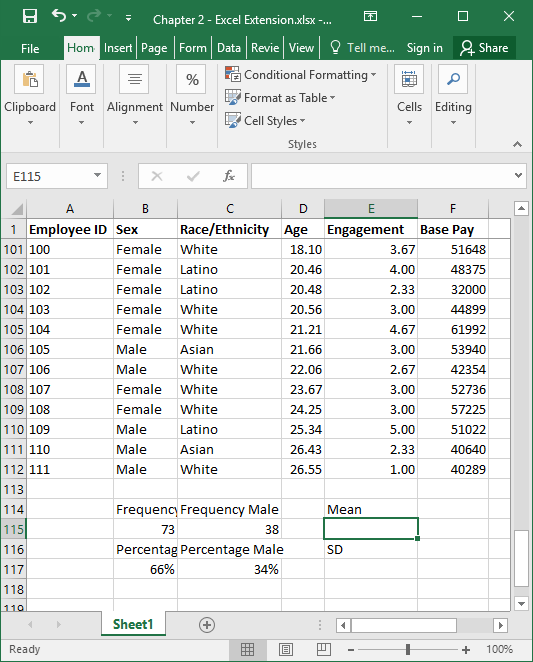 Chapter 2 - Excel Extension.xlsx -...
File Hom Insert Page Form Data Revie View Tell me... Sign in Share
Conditional Formatting
Format as Table
Cell Styles
Clipboard Font Alignment Number Cells Editing
Styles
E115 fx
A B C D E F
1 Employee ID Sex Race/Ethnicity Age Engagement Base Pay
101 100 Female White 18.10 3.67 51648
102 101 Female Latino 20.46 4.00 48375
103 102 Female Latino 20.48 2.33 32000
104 103 Female White 20.56 3.00 44899
105 104 Female White 21.21 4.67 61992
106 105 Male Asian 21.66 3.00 53940
107 106 Male White 22.06 2.67 42354
108 107 Female White 23.67 3.00 52736
109 108 Female White 24.25 3.00 57225
110 109 Male Latino 25.34 5.00 51022
111 110 Male Asian 26.43 2.33 40640
112 111 Male White 26.55 1.00 40289
113
114 Frequency Frequency Male Mean
115 73 38
116 Percentag Percentage Male SD
117 66% 34%
118
119
Sheet1
Ready 100%